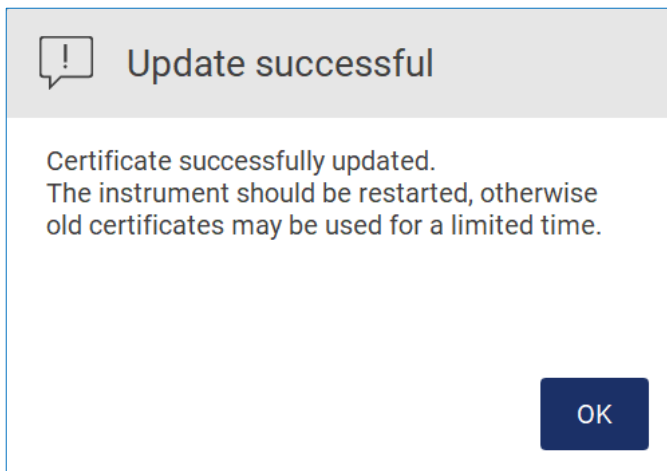 Update successful
Certificate successfully updated.
The instrument should be restarted, otherwise
old certificates may be used for a limited time.
OK